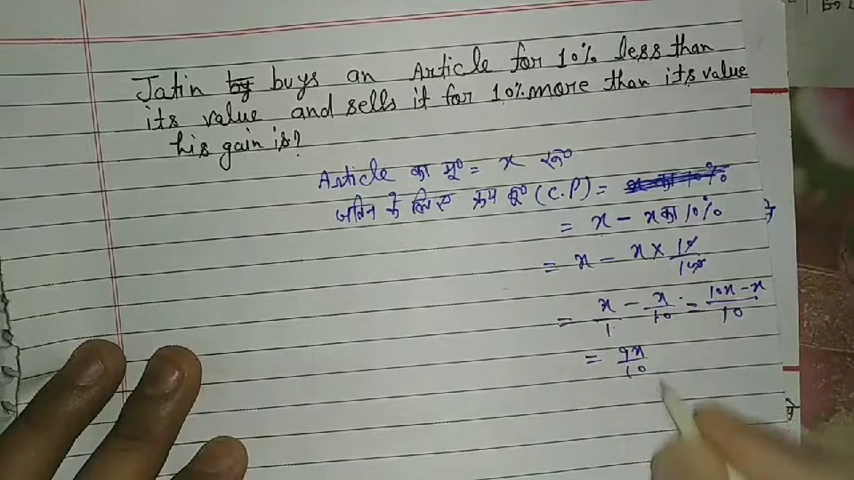 Jatin buys an Article for 10% less than
its value and sells it for 10% more than its value
his gain is?
Article का मू० = x रू०
जतिन के लिए क्रय मू० (C.P) =
= x - x का 10%
= x - x × 10/100
= x/1 - x/10 = 10x - x/10
= 9x/10